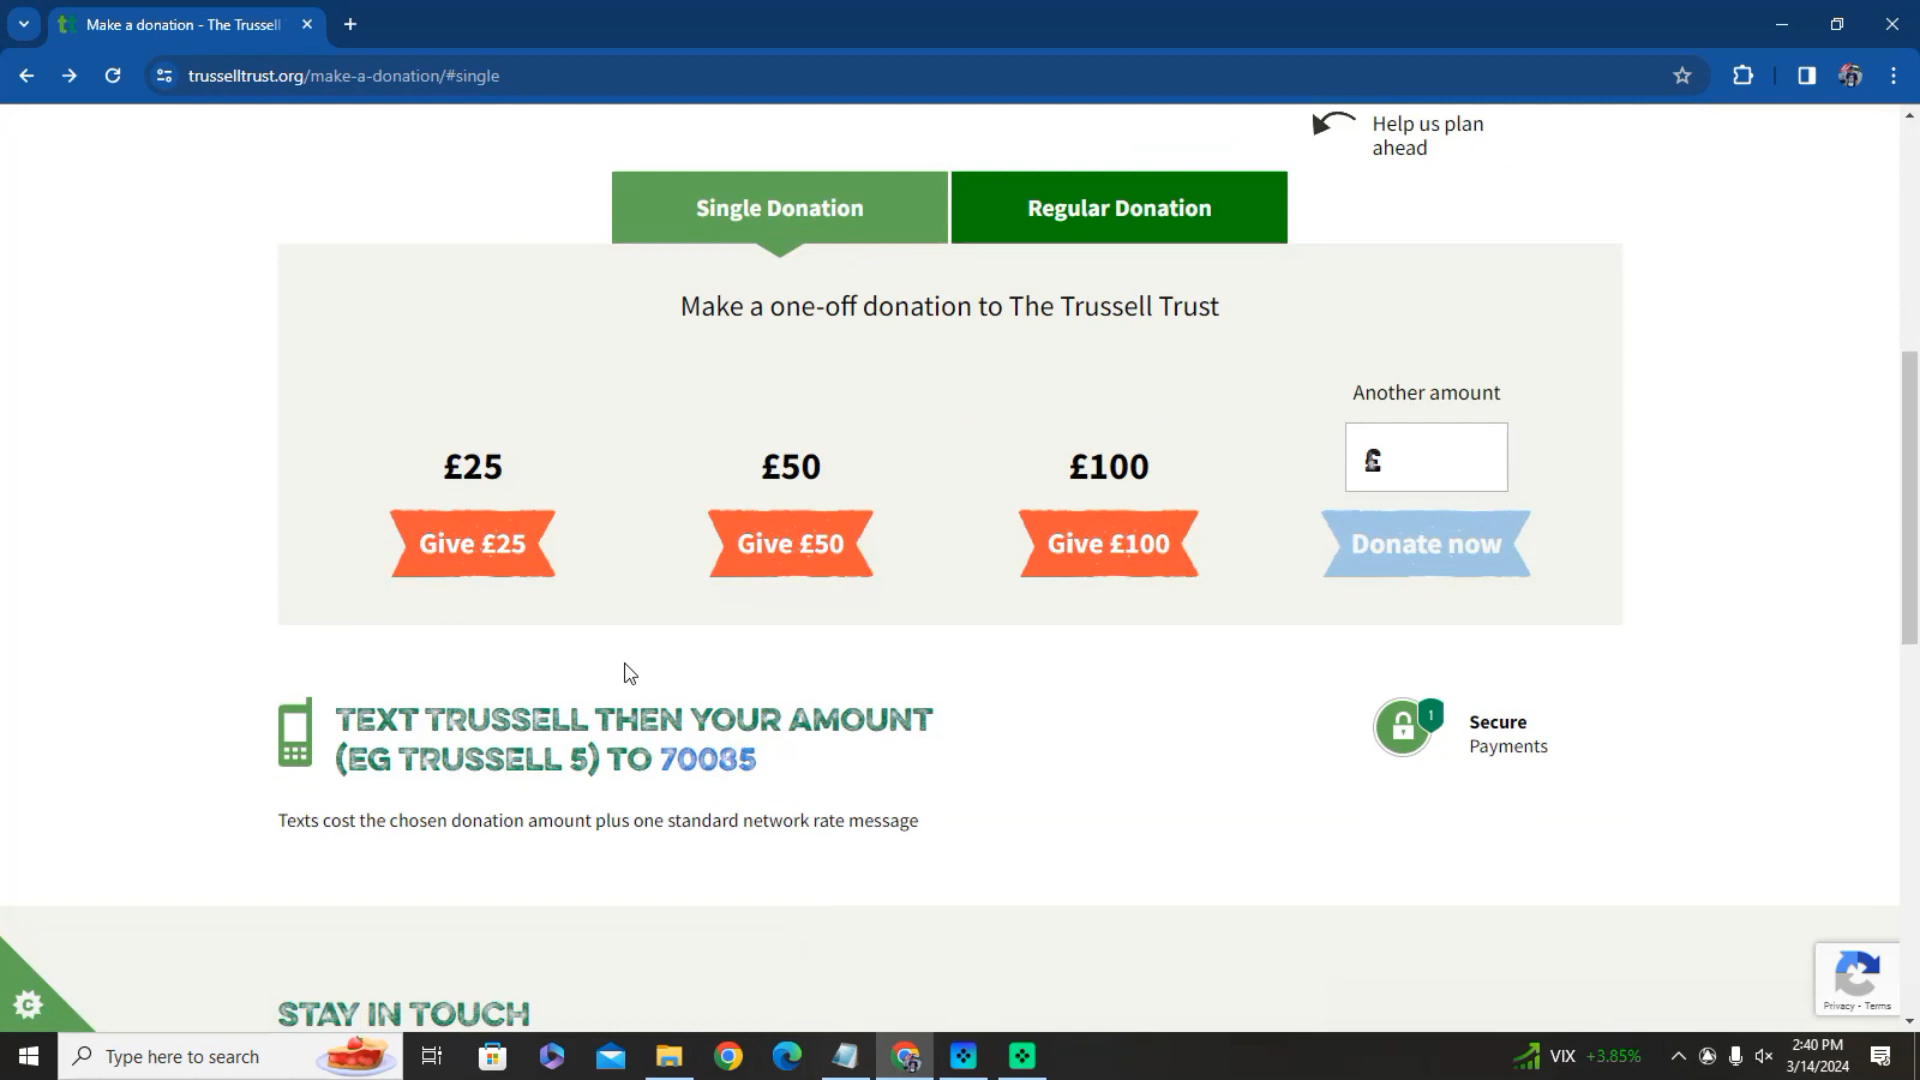 Make a donation - The Trussell
trusselltrust.org/make-a-donation/#single
Help us plan
ahead
Single Donation
Regular Donation
Make a one-off donation to The Trussell Trust
Another amount
£25
£50
£100
£
Give £25
Give £50
Give £100
Donate now
TEXT TRUSSELL THEN YOUR AMOUNT
(EG TRUSSELL 5) TO 70085
1
Secure
Payments
Texts cost the chosen donation amount plus one standard network rate message
STAY IN TOUCH
Privacy - Terms
Type here to search
VIX +3.85%
2:40 PM
3/14/2024